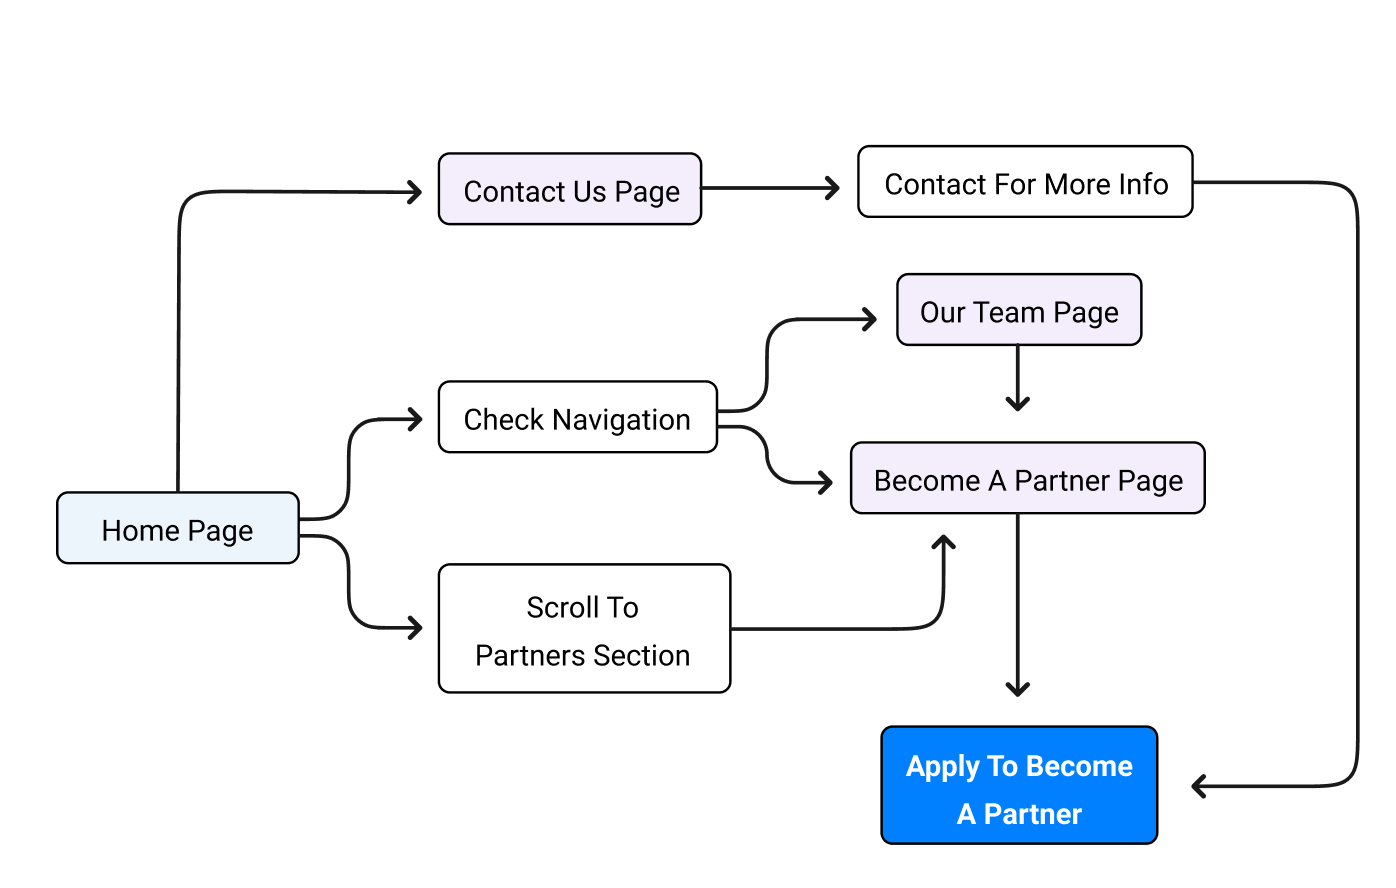 Contact Us Page
Contact For More Info
Our Team Page
Check Navigation
Become A Partner Page
Home Page
Scroll To
Partners Section
Apply To Become
A Partner